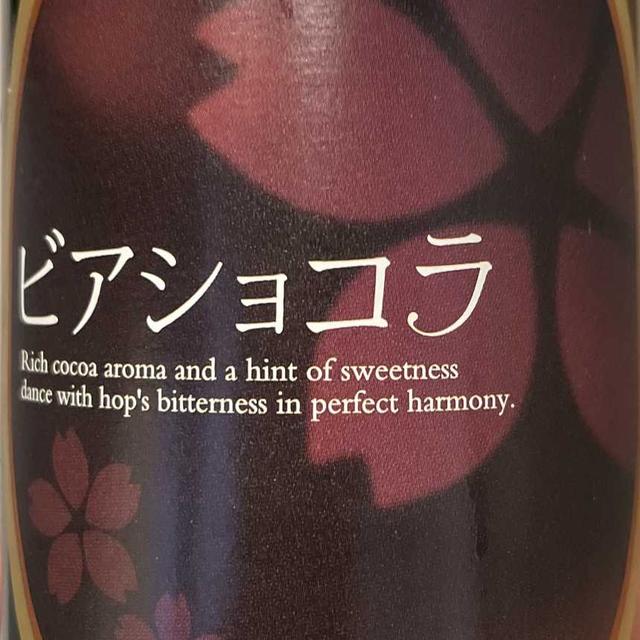 ビアショコラ
Rich cocoa aroma and a hint of sweetness
dance with hop's bitterness in perfect harmony.